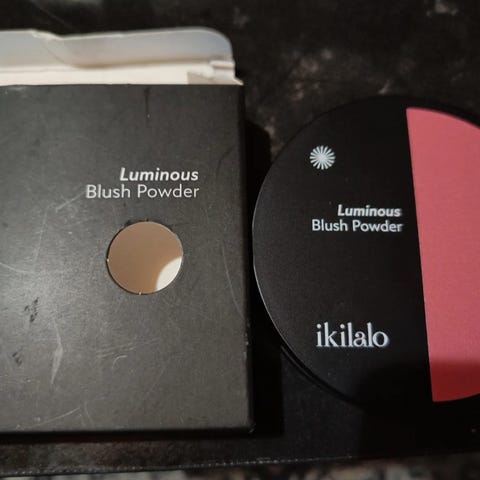 Luminous
Blush Powder
Luminous
Blush Powder
ikilalo